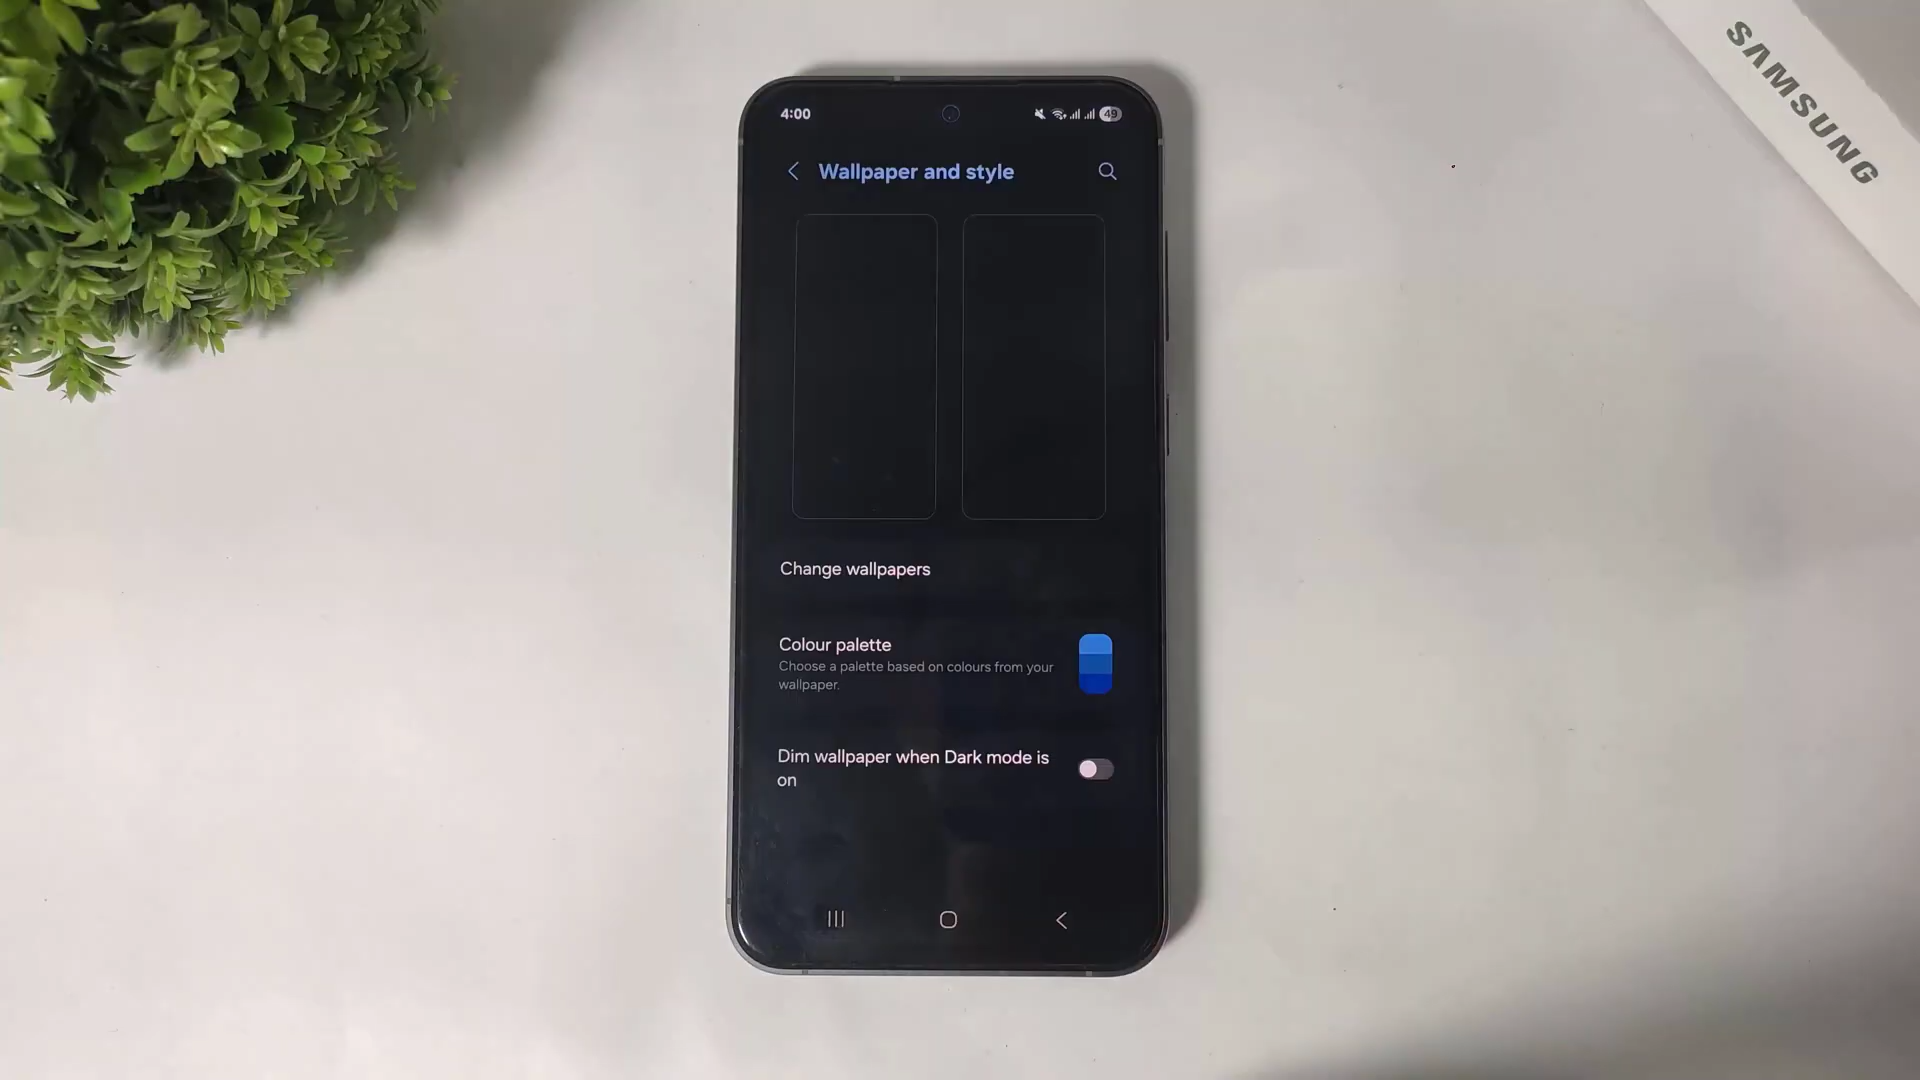 SAMSUNG
4:00
49
Wallpaper and style
Change wallpapers
Colour palette
Choose a palette based on colours from your
wallpaper.
Dim wallpaper when Dark mode is
on